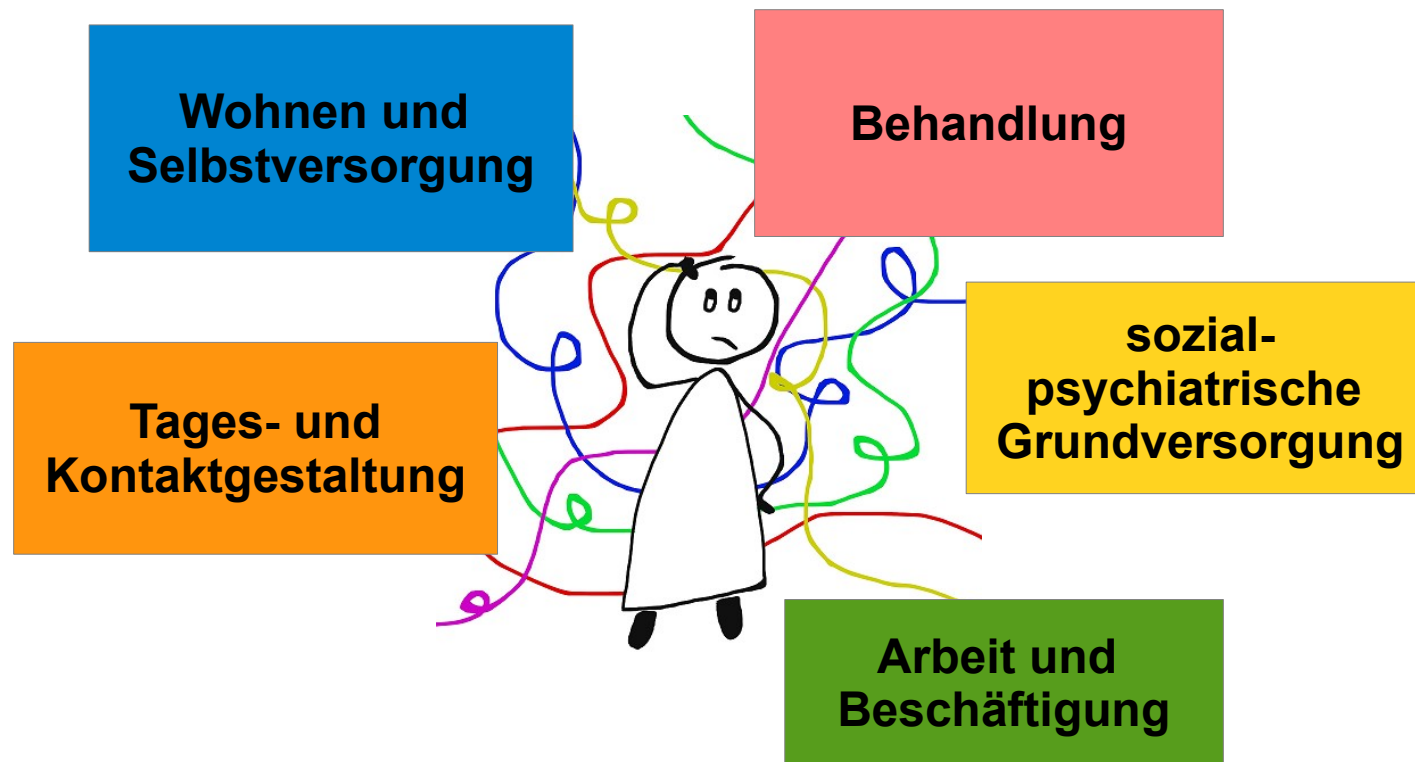 Wohnen und
Selbstversorgung
Behandlung
sozial-
psychiatrische
Grundversorgung
Tages- und
Kontaktgestaltung
Arbeit und
Beschäftigung